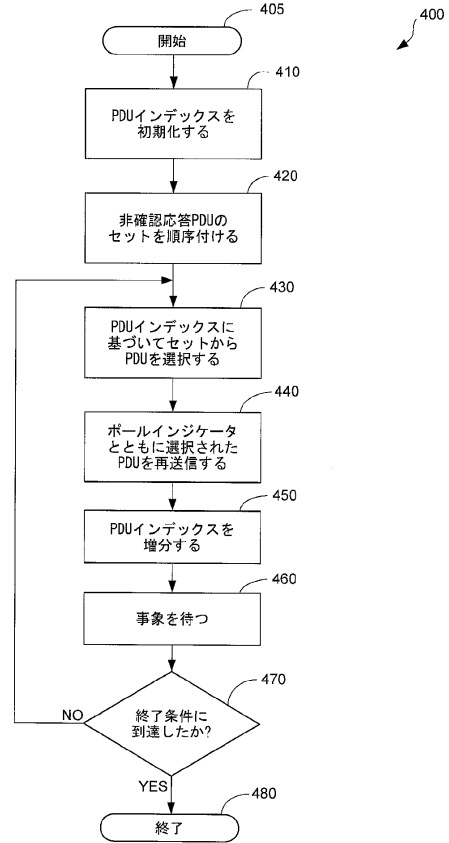 400
405
開始
410
PDUインデックスを
初期化する
420
非確認応答PDUの
セットを順序付ける
430
PDUインデックスに
基づいてセットから
PDUを選択する
440
ポールインジケータ
とともに選択された
PDUを再送信する
450
PDUインデックスを
増分する
460
事象を待つ
470
終了条件に
到達したか?
NO
YES
480
終了